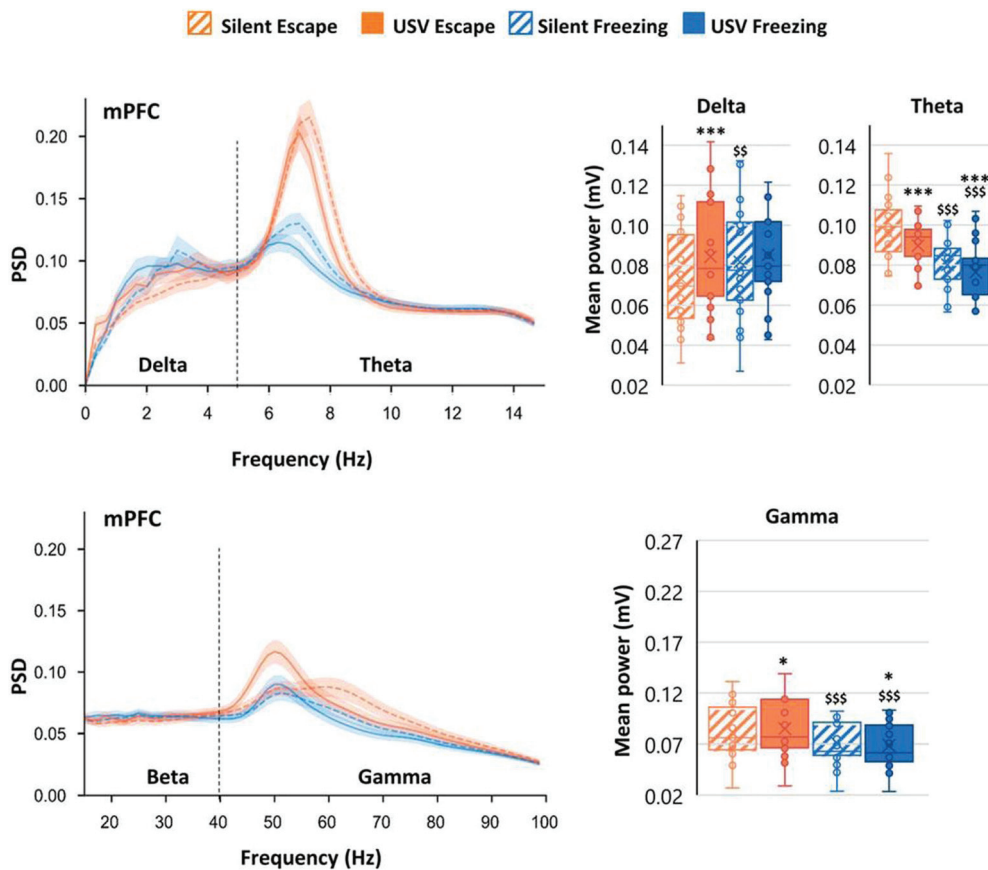 Silent Escape USV Escape Silent Freezing USV Freezing
mPFC
PSD
0.20
0.15
0.10
0.05
0.00
Delta Theta
0 2 4 6 8 10 12 14
Frequency (Hz)
Delta
Mean power (mV)
0.14
0.12
0.10
0.08
0.06
0.04
0.02
***
$$
Theta
0.14
0.12
0.10
0.08
0.06
0.04
0.02
***
$$$
***
$$$
mPFC
PSD
0.20
0.15
0.10
0.05
0.00
Beta Gamma
20 30 40 50 60 70 80 90 100
Frequency (Hz)
Gamma
Mean power (mV)
0.27
0.22
0.17
0.12
0.07
0.02
*
$$$
*
$$$